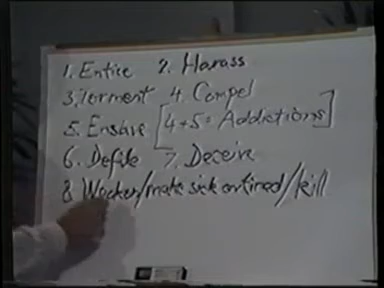 1. Entice 2. Harass
3. Torment 4. Compel
5. Enslave [4+5= Addictions]
6. Defile 7. Deceive
8 Weaken/make sick or tired/kill